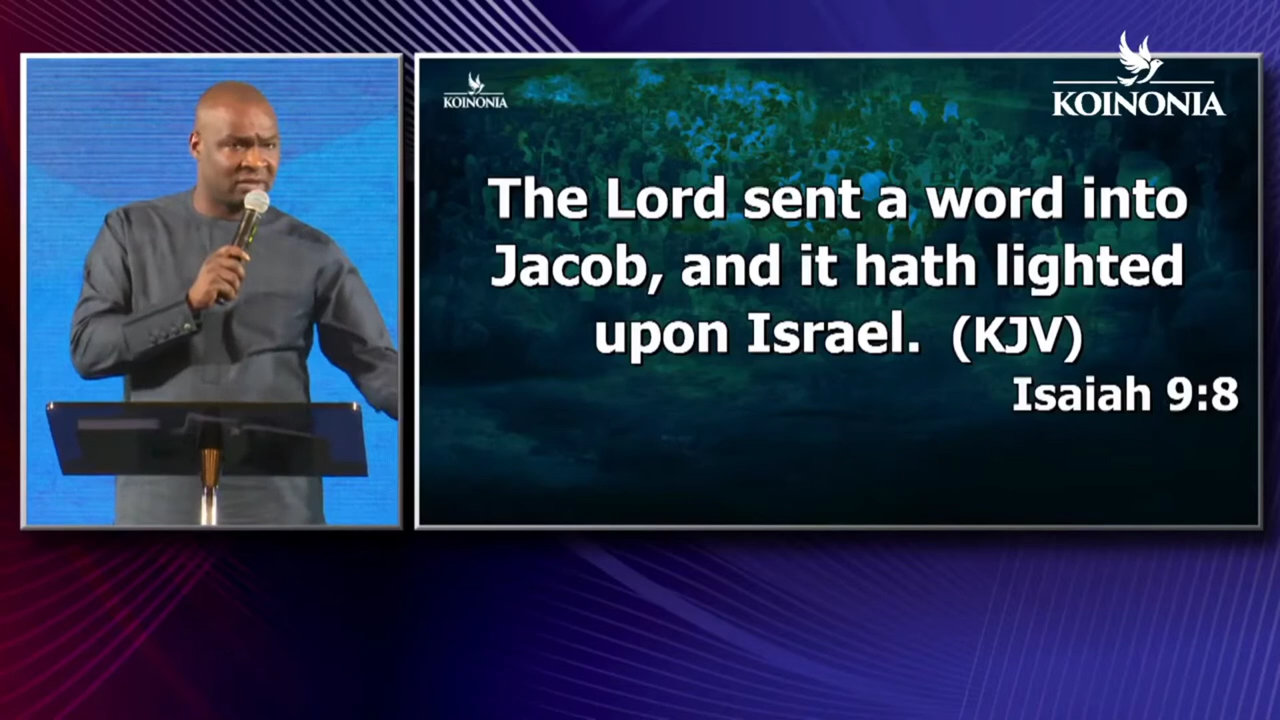 KOINONIA
KOINONIA
The Lord sent a word into
Jacob, and it hath lighted
upon Israel. (KJV)
Isaiah 9:8